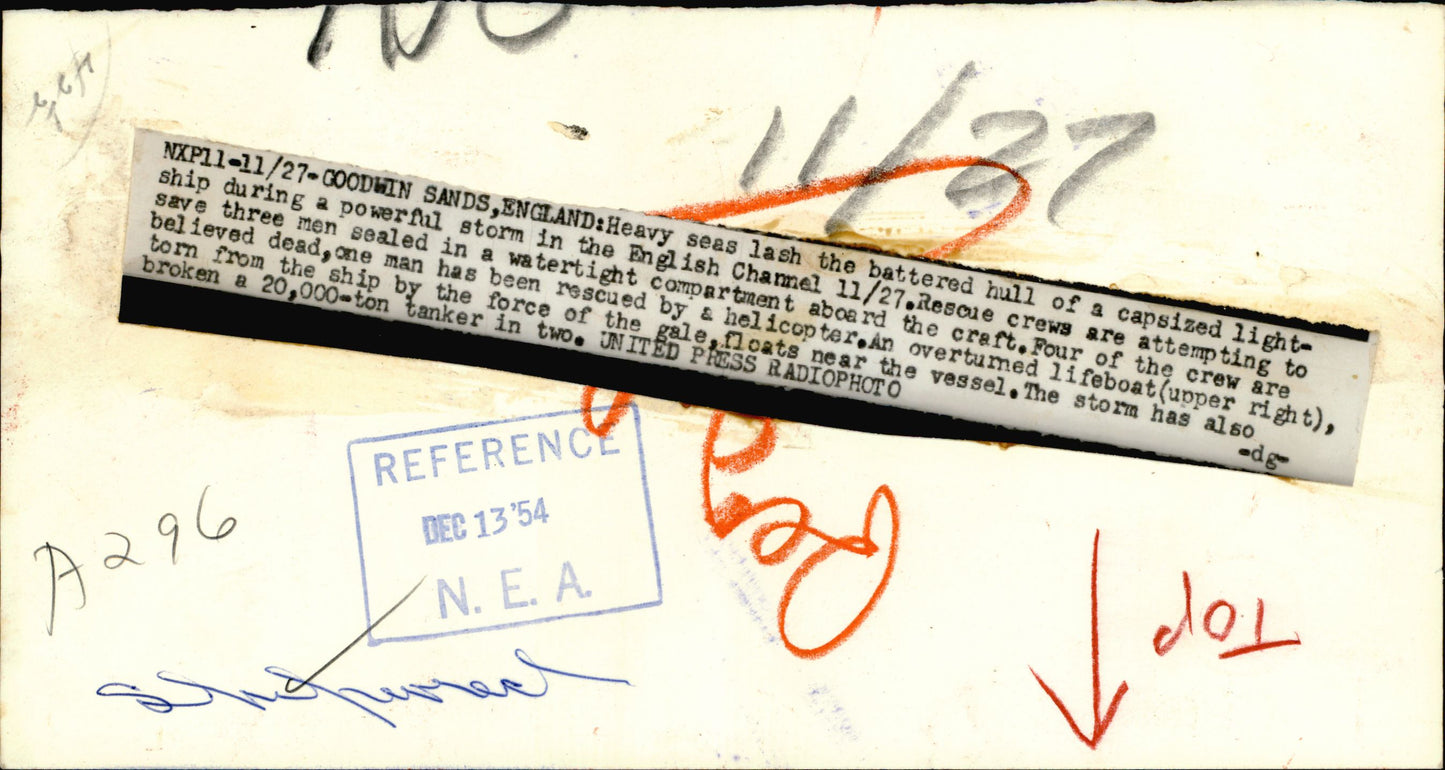 11/27
NXP11-11/27-GOODWIN SANDS,ENGLAND:Heavy seas lash the battered hull of a capsized light-
ship during a powerful storm in the English Channel 11/27.Rescue crews are attempting to
save three men sealed in a watertight compartment aboard the craft.Four of the crew are
believed dead,one man has been rescued by a helicopter.An overturned lifeboat(upper right),
torn from the ship by the force of the gale,floats near the vessel.The storm has also
broken a 20,000-ton tanker in two. UNITED PRESS RADIOPHOTO
-dg-
REFERENCE
DEC 13 '54
N. E. A.
A296
Shipwreck
Top